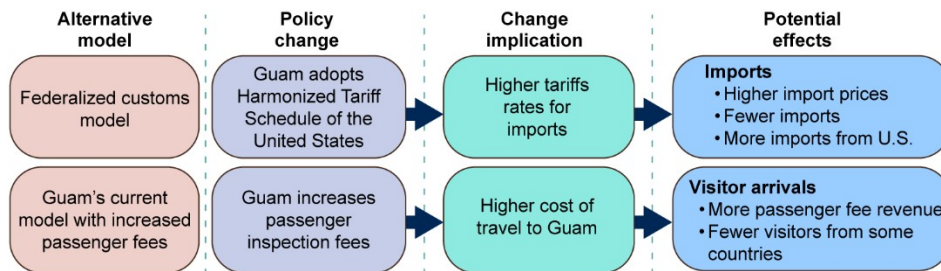 Alternative
model
Policy
change
Change
implication
Potential
effects
Federalized customs
model
Guam adopts
Harmonized Tariff
Schedule of the
United States
Higher tariffs
rates for
imports
Imports
• Higher import prices
• Fewer imports
• More imports from U.S.
Guam's current
model with increased
passenger fees
Guam increases
passenger
inspection fees
Higher cost of
travel to Guam
Visitor arrivals
• More passenger fee revenue
• Fewer visitors from some
countries